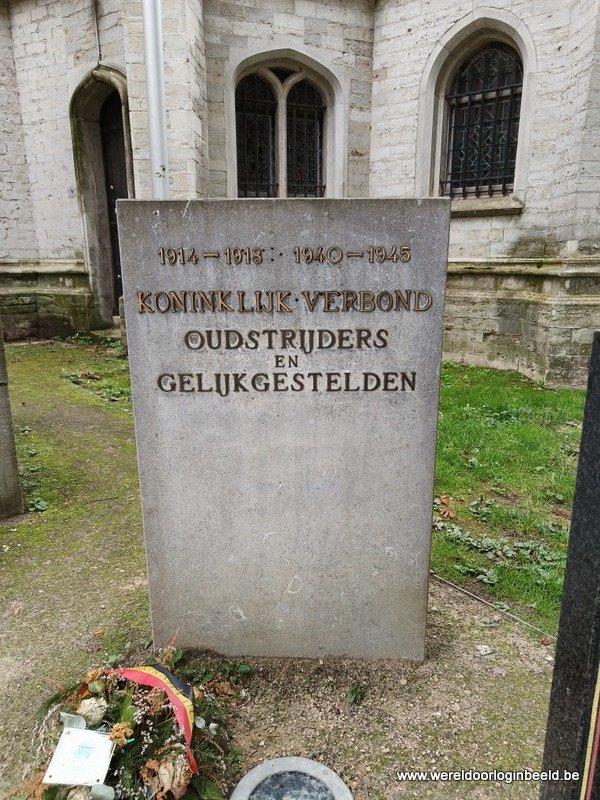 1914-1918 · 1940-1945
KONINKLIJK·VERBOND
OUDSTRIJDERS
EN
GELIJKGESTELDEN
www.wereldoorloginbeeld.be